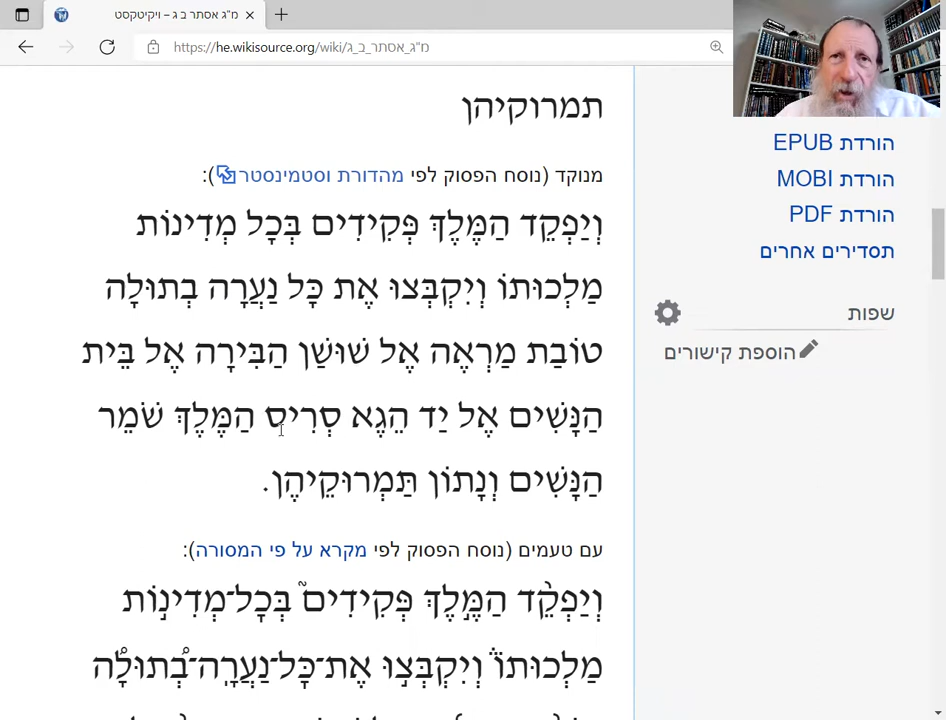 מ"ג אסתר ב ג – ויקיטקסט
https://he.wikisource.org/wiki/מ"ג_אסתר_ב_ג
תמרוקיהן
מנוקד (נוסח הפסוק לפי מהדורת וסטמינסטר):
וְיַפְקֵד הַמֶּלֶךְ פְּקִידִים בְּכָל מְדִינוֹת
מַלְכוּתוֹ וְיִקְבְּצוּ אֶת כָּל נַעֲרָה בְתוּלָה
טוֹבַת מַרְאֶה אֶל שׁוּשַׁן הַבִּירָה אֶל בֵּית
הַנָּשִׁים אֶל יַד הֵגֶא סְרִיס הַמֶּלֶךְ שֹׁמֵר
הַנָּשִׁים וְנָתוֹן תַּמְרוּקֵיהֶן.
עם טעמים (נוסח הפסוק לפי מקרא על פי המסורה):
וְיַפְקֵ֨ד הַמֶּ֣לֶךְ פְּקִידִים֮ בְּכׇל־מְדִינ֣וֹת
מַלְכוּתוֹ֒ וְיִקְבְּצ֣וּ אֶת־כׇּל־נַעֲרָֽה־בְ֠תוּלָ֠ה
הורדת EPUB
הורדת MOBI
הורדת PDF
תסדירים אחרים
שפות
הוספת קישורים